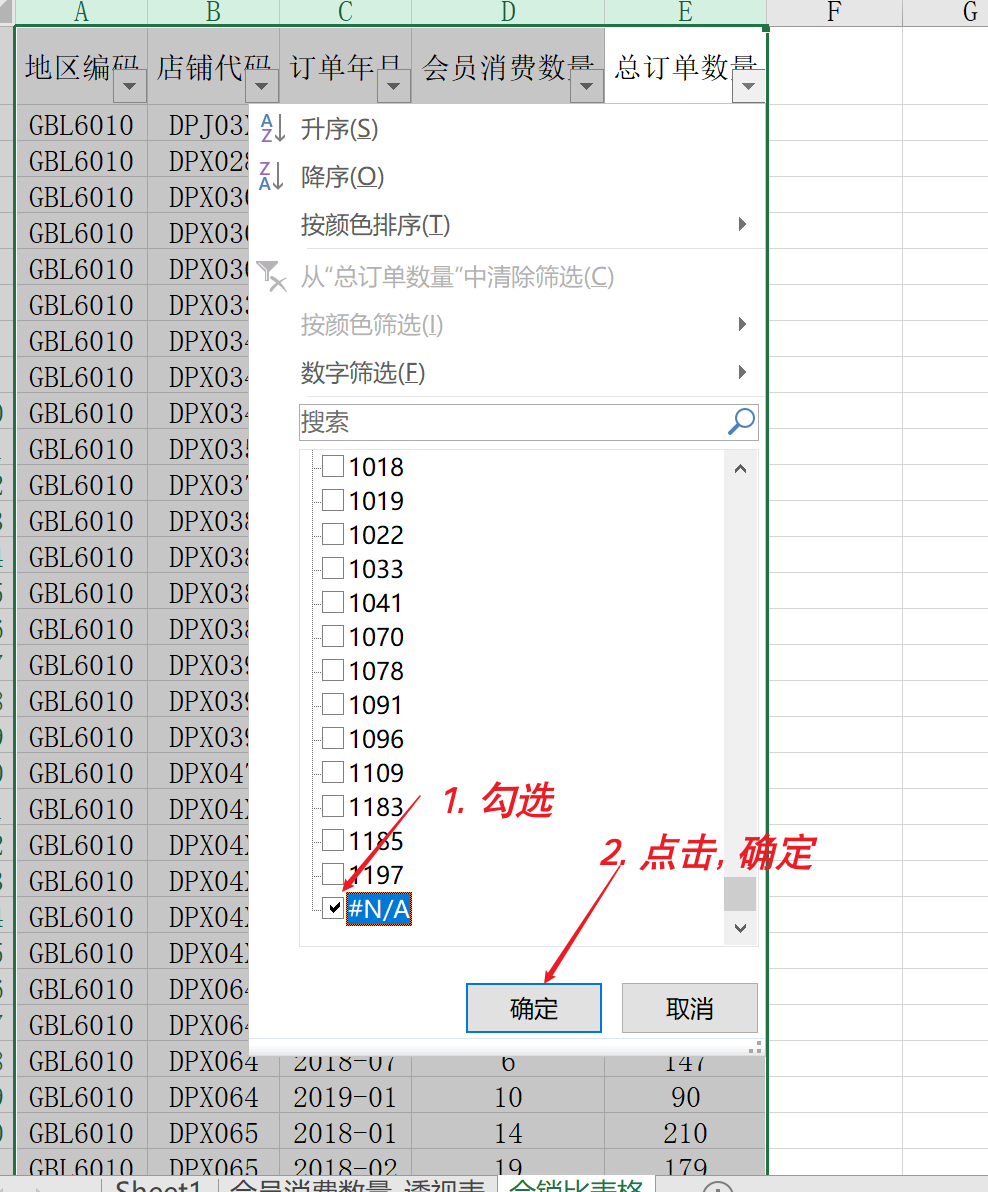 A B C D E F G
地区编码 店铺代码 订单年月 会员消费数量 总订单数量
升序(S)
降序(O)
按颜色排序(T)
从“总订单数量”中清除筛选(C)
按颜色筛选(I)
数字筛选(F)
搜索
1018
1019
1022
1033
1041
1070
1078
1091
1096
1109
1183
1185
1197
#N/A
1. 勾选
2. 点击, 确定
确定 取消
GBL6010 DPJ03
GBL6010 DPX028
GBL6010 DPX030
GBL6010 DPX030
GBL6010 DPX030
GBL6010 DPX033
GBL6010 DPX034
GBL6010 DPX034
GBL6010 DPX034
GBL6010 DPX035
GBL6010 DPX037
GBL6010 DPX038
GBL6010 DPX038
GBL6010 DPX038
GBL6010 DPX038
GBL6010 DPX039
GBL6010 DPX039
GBL6010 DPX039
GBL6010 DPX047
GBL6010 DPX04
GBL6010 DPX04
GBL6010 DPX04
GBL6010 DPX04
GBL6010 DPX04
GBL6010 DPX064
GBL6010 DPX064
GBL6010 DPX064 2018-07 6 147
GBL6010 DPX064 2019-01 10 90
GBL6010 DPX065 2018-01 14 210
GBL6010 DPX065 2018-02 19 179
Sheet1 会员消费数量 透视表 会销比表格